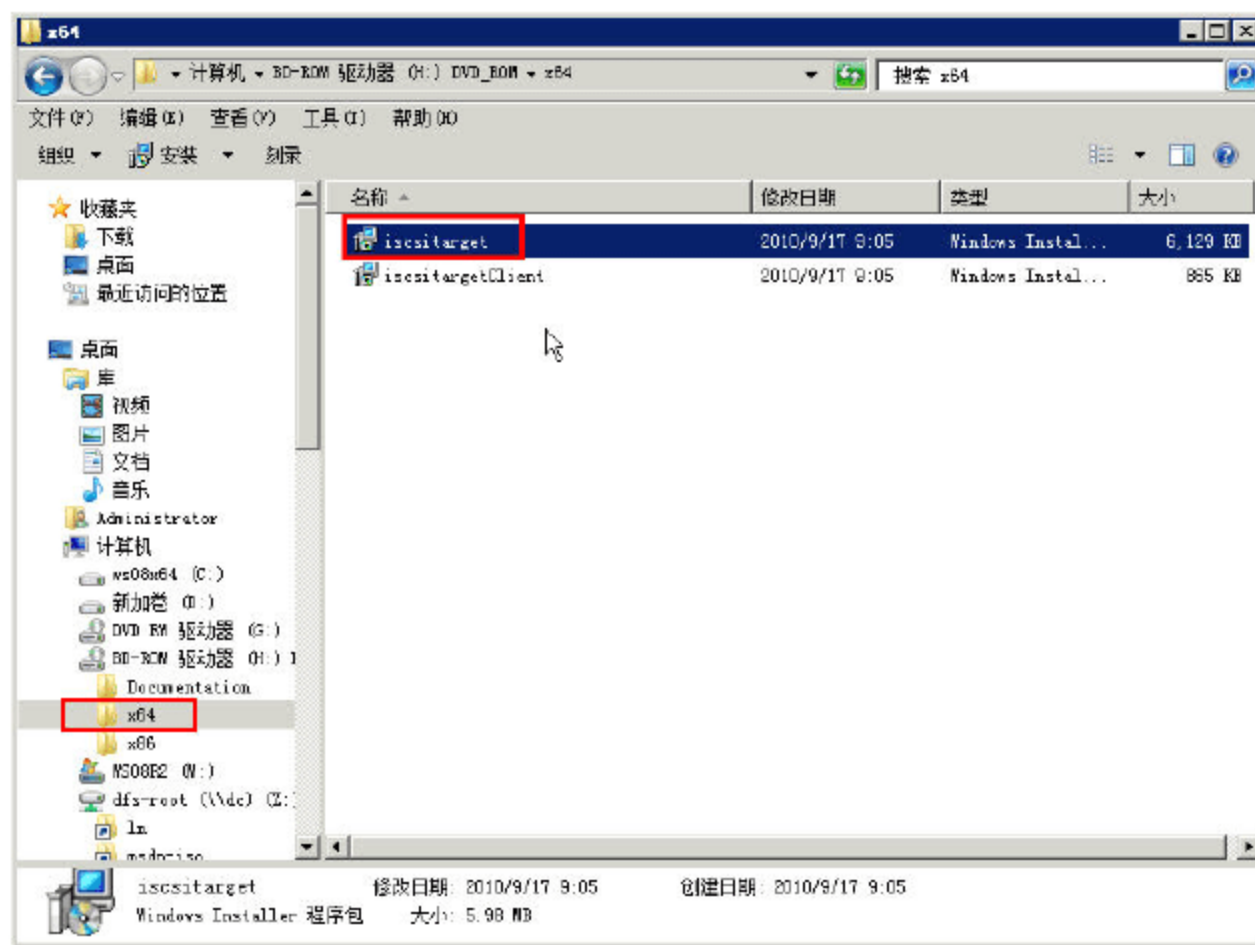 x64
计算机 BD-ROM 驱动器 (H:) DVD_ROM x64 搜索 x64
文件(F) 编辑(E) 查看(V) 工具(T) 帮助(H)
组织 安装 刻录
收藏夹
下载
桌面
最近访问的位置
桌面
库
视频
图片
文档
音乐
Administrator
计算机
ws08x64 (C:)
新加卷 (D:)
DVD RW 驱动器 (G:)
BD-ROM 驱动器 (H:) D
Documentation
x64
x86
WS08R2 (W:)
dfs-root (\\dc) (Z:)
ln
名称 修改日期 类型 大小
iscsitarget 2010/9/17 9:05 Windows Instal... 6,129 KB
iscsitargetClient 2010/9/17 9:05 Windows Instal... 865 KB
iscsitarget 修改日期: 2010/9/17 9:05 创建日期: 2010/9/17 9:05
Windows Installer 程序包 大小: 5.98 MB